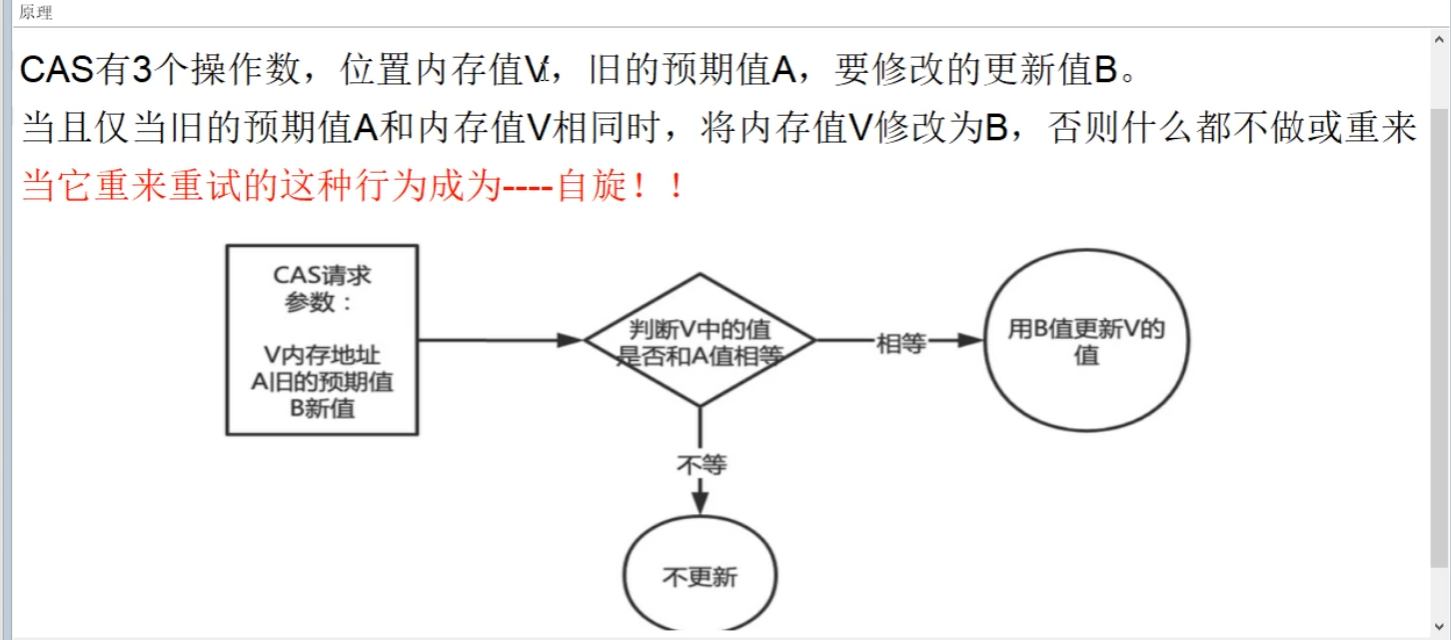 原理
CAS有3个操作数，位置内存值V，旧的预期值A，要修改的更新值B。
当且仅当旧的预期值A和内存值V相同时，将内存值V修改为B，否则什么都不做或重来
当它重来重试的这种行为成为----自旋！！
CAS请求
参数：
V内存地址
A旧的预期值
B新值
判断V中的值
是否和A值相等
相等
用B值更新V的
值
不等
不更新